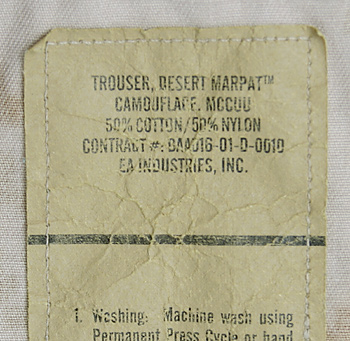 TROUSER, DESERT MARPAT™
CAMOUFLAGE, MCCUU
50% COTTON/50% NYLON
CONTRACT #: DAAD16-01-D-0010
EA INDUSTRIES, INC.
1. Washing: Machine wash using
Permanent Press Cycle or hand